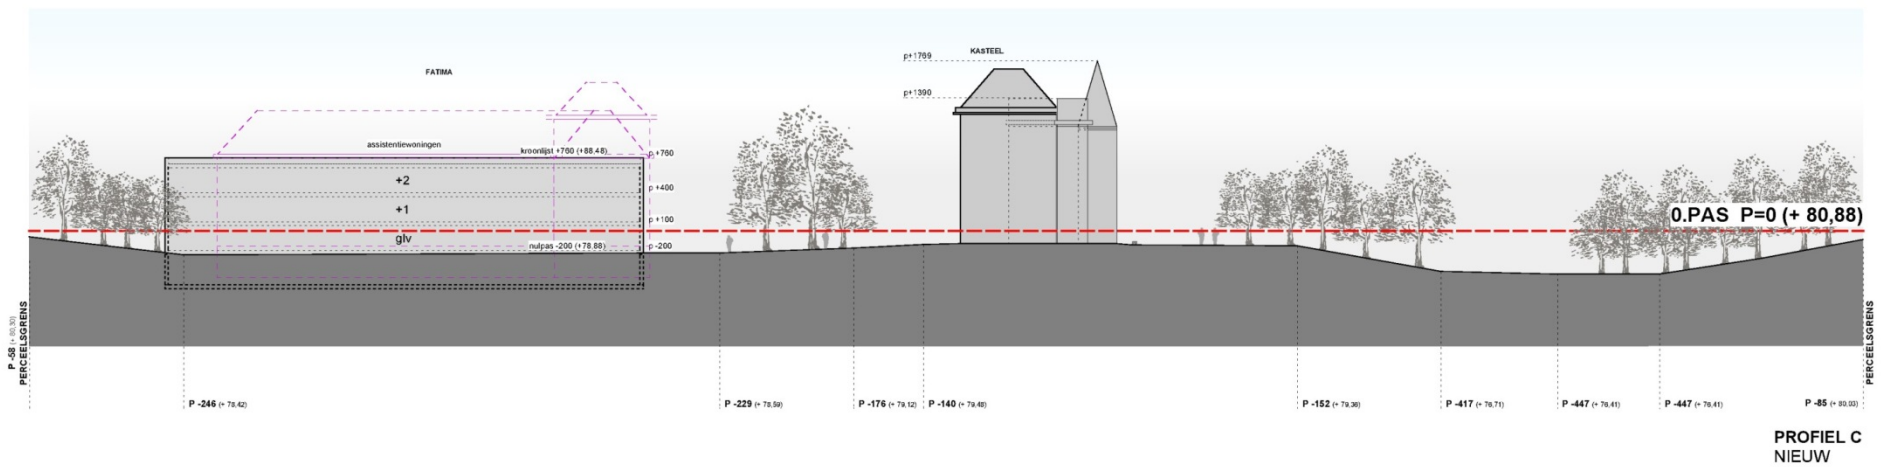 KASTEEL
p+1769
FATIMA
p+1390
assistentiewoningen
kroonlijst +760 (+88,48)
p +760
+2
p +400
+1
p +100
0.PAS P=0 (+ 80,88)
glv
nulpas -200 (+78.88)
p -200
P -58 (+ 80,30)
PERCEELSGRENS
PERCEELSGRENS
P -246 (+ 78,42)
P -229 (+ 78,59)
P -176 (+ 79,12)
P -140 (+ 79,48)
P -152 (+ 79,36)
P -417 (+ 76,71)
P -447 (+ 76,41)
P -447 (+ 76,41)
P -85 (+ 80,03)
PROFIEL C
NIEUW